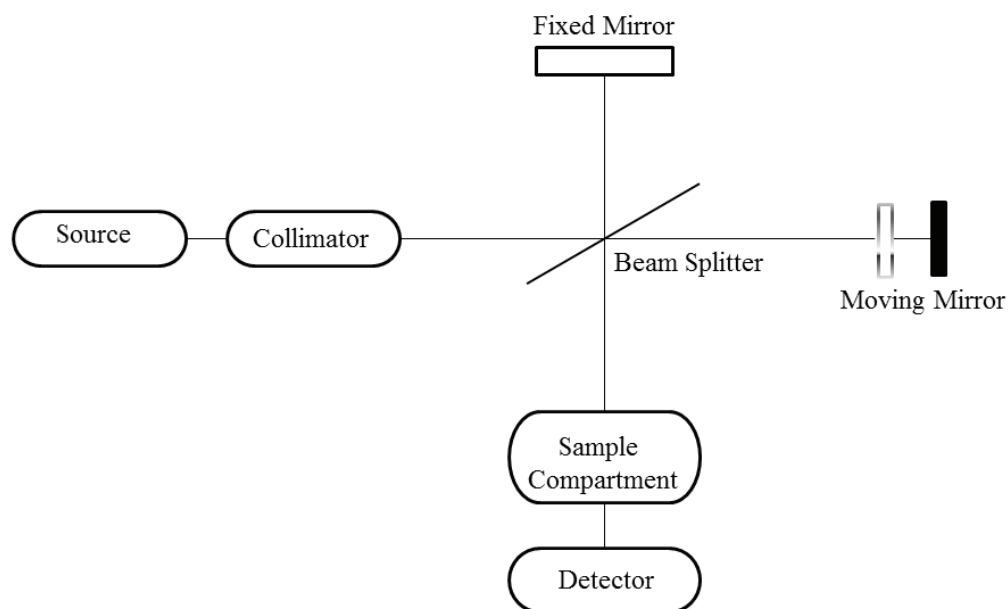 Fixed Mirror
Source
Collimator
Beam Splitter
Moving Mirror
Sample
Compartment
Detector